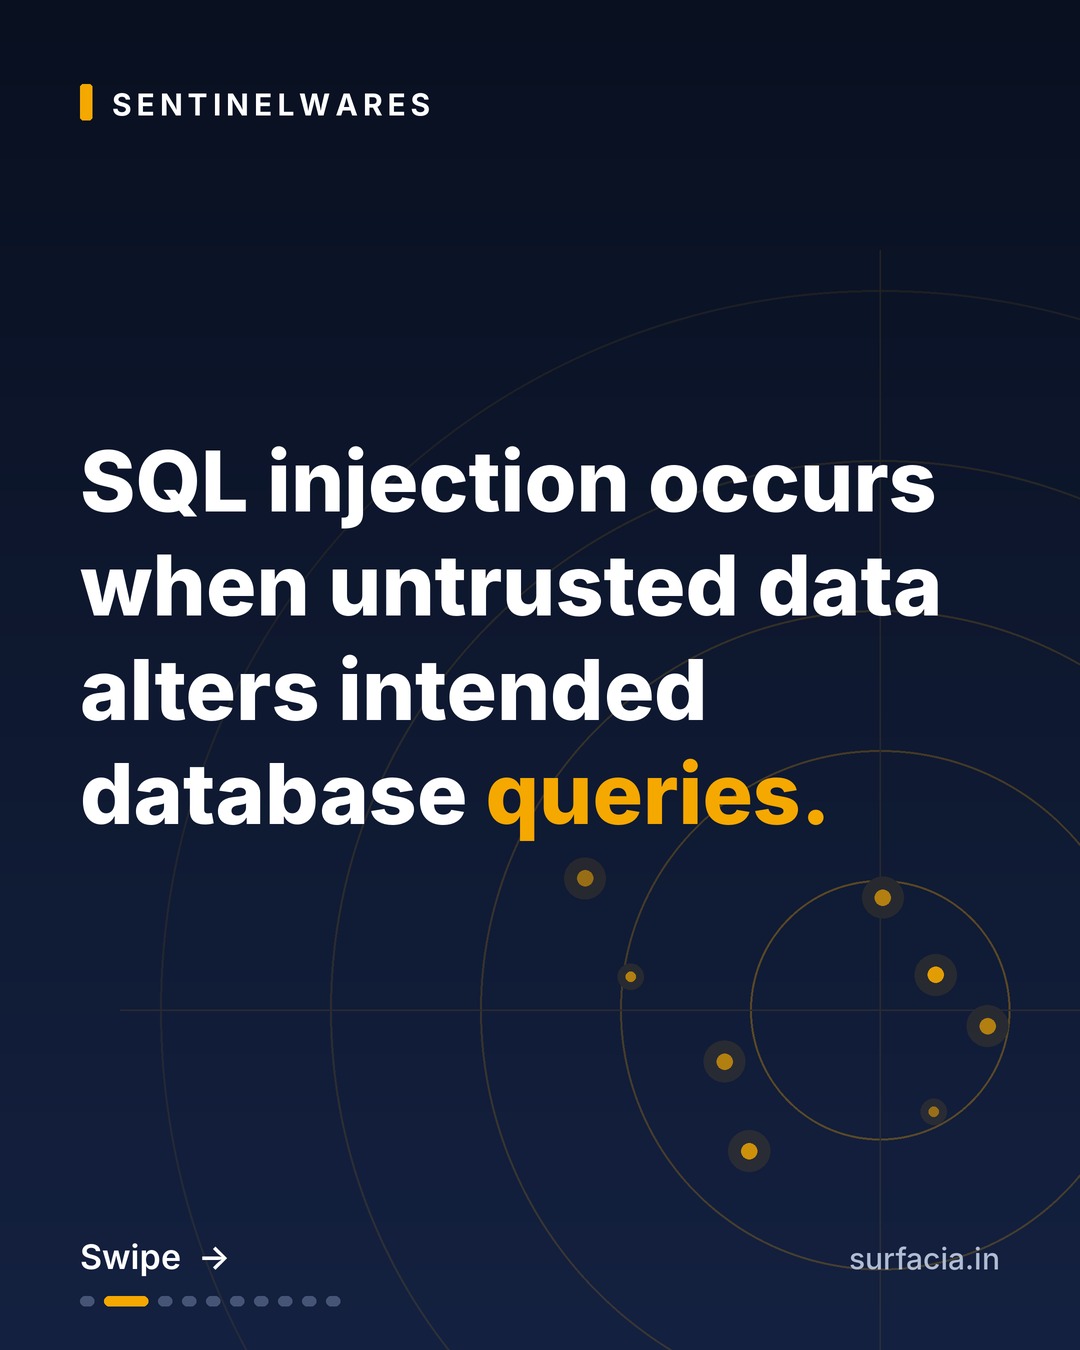 SENTINELWARES
SQL injection occurs
when untrusted data
alters intended
database queries.
Swipe →
surfacia.in